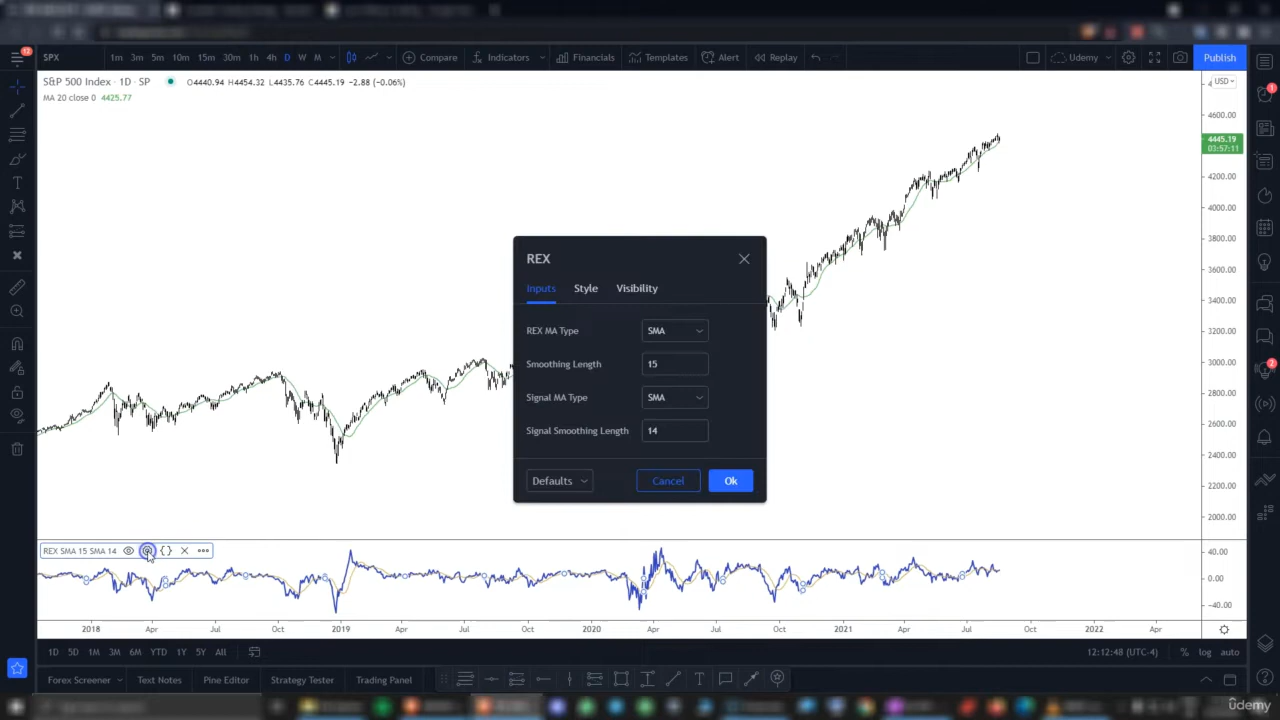 12
SPX
1m 3m 5m 10m 15m 30m 1h 4h D W M
Compare
Indicators
Financials
Templates
Alert
Replay
Udemy
Publish
S&P 500 Index · 1D · SP
O4440.94 H4454.32 L4435.76 C4445.19 -2.88 (-0.06%)
USD
MA 20 close 0 4425.77
1
4600.00
4445.19
03:57:11
4200.00
4000.00
3800.00
3600.00
3400.00
3200.00
3000.00
2800.00
2600.00
2400.00
2200.00
2000.00
2
REX
Inputs Style Visibility
REX MA Type SMA
Smoothing Length 15
Signal MA Type SMA
Signal Smoothing Length 14
Defaults Cancel Ok
REX SMA 15 SMA 14
40.00
0.00
-40.00
2018 Apr Jul Oct 2019 Apr Jul Oct 2020 Apr Jul Oct 2021 Apr Jul Oct 2022 Apr
1D 5D 1M 3M 6M YTD 1Y 5Y All
12:12:48 (UTC-4) % log auto
Forex Screener Text Notes Pine Editor Strategy Tester Trading Panel
ûdemy